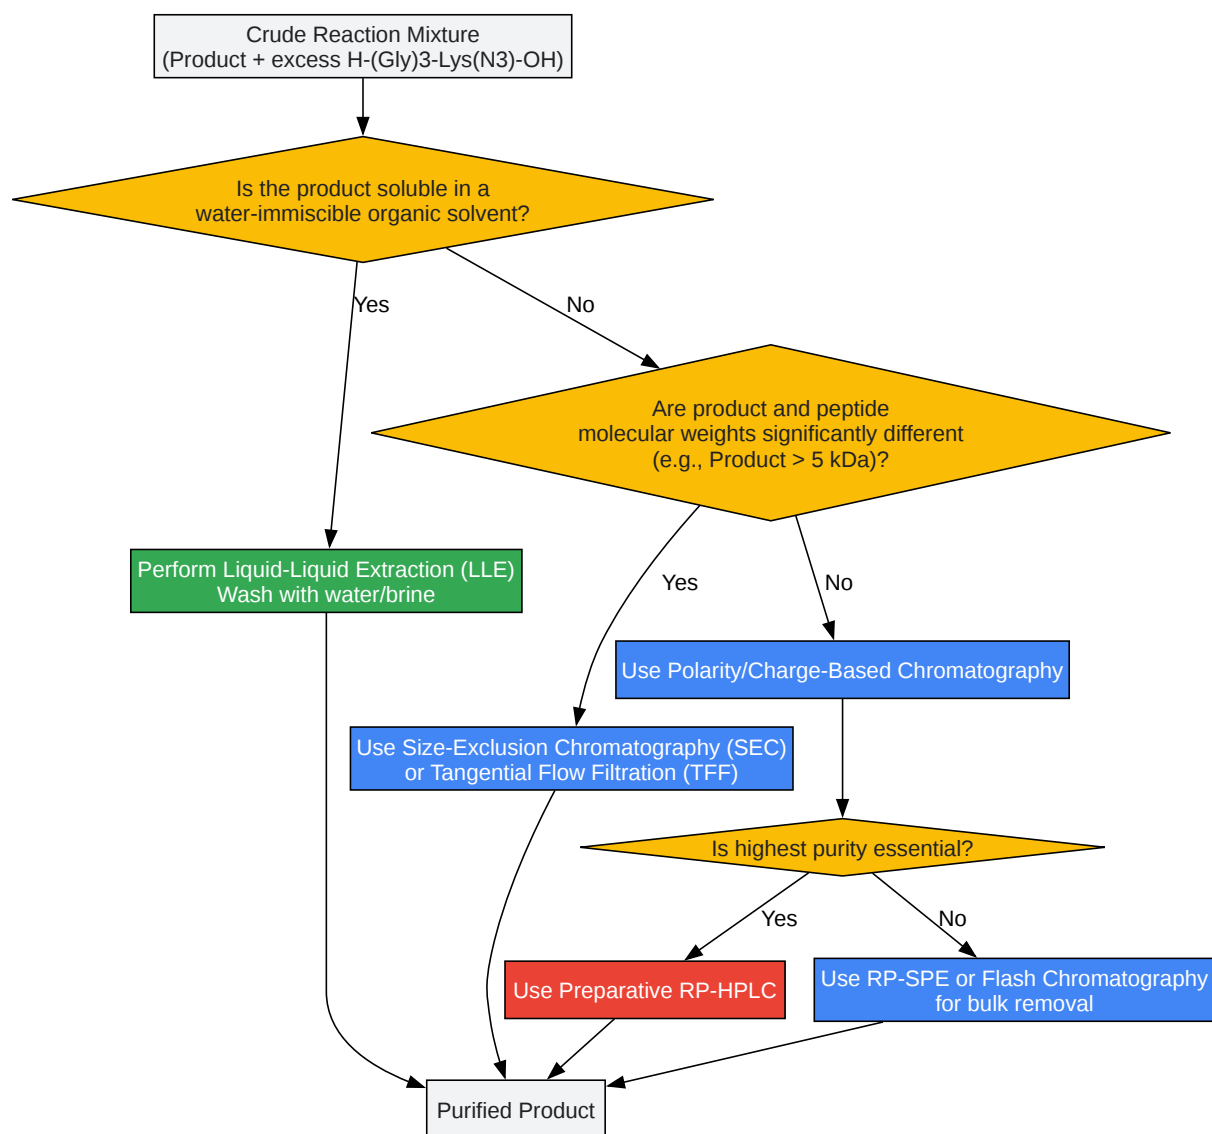 Crude Reaction Mixture
(Product + excess H-(Gly)3-Lys(N3)-OH)
Is the product soluble in a
water-immiscible organic solvent?
Yes
No
Are product and peptide
molecular weights significantly different
(e.g., Product > 5 kDa)?
Perform Liquid-Liquid Extraction (LLE)
Wash with water/brine
Yes
No
Use Polarity/Charge-Based Chromatography
Use Size-Exclusion Chromatography (SEC)
or Tangential Flow Filtration (TFF)
Is highest purity essential?
Yes
No
Use Preparative RP-HPLC
Use RP-SPE or Flash Chromatography
for bulk removal
Purified Product